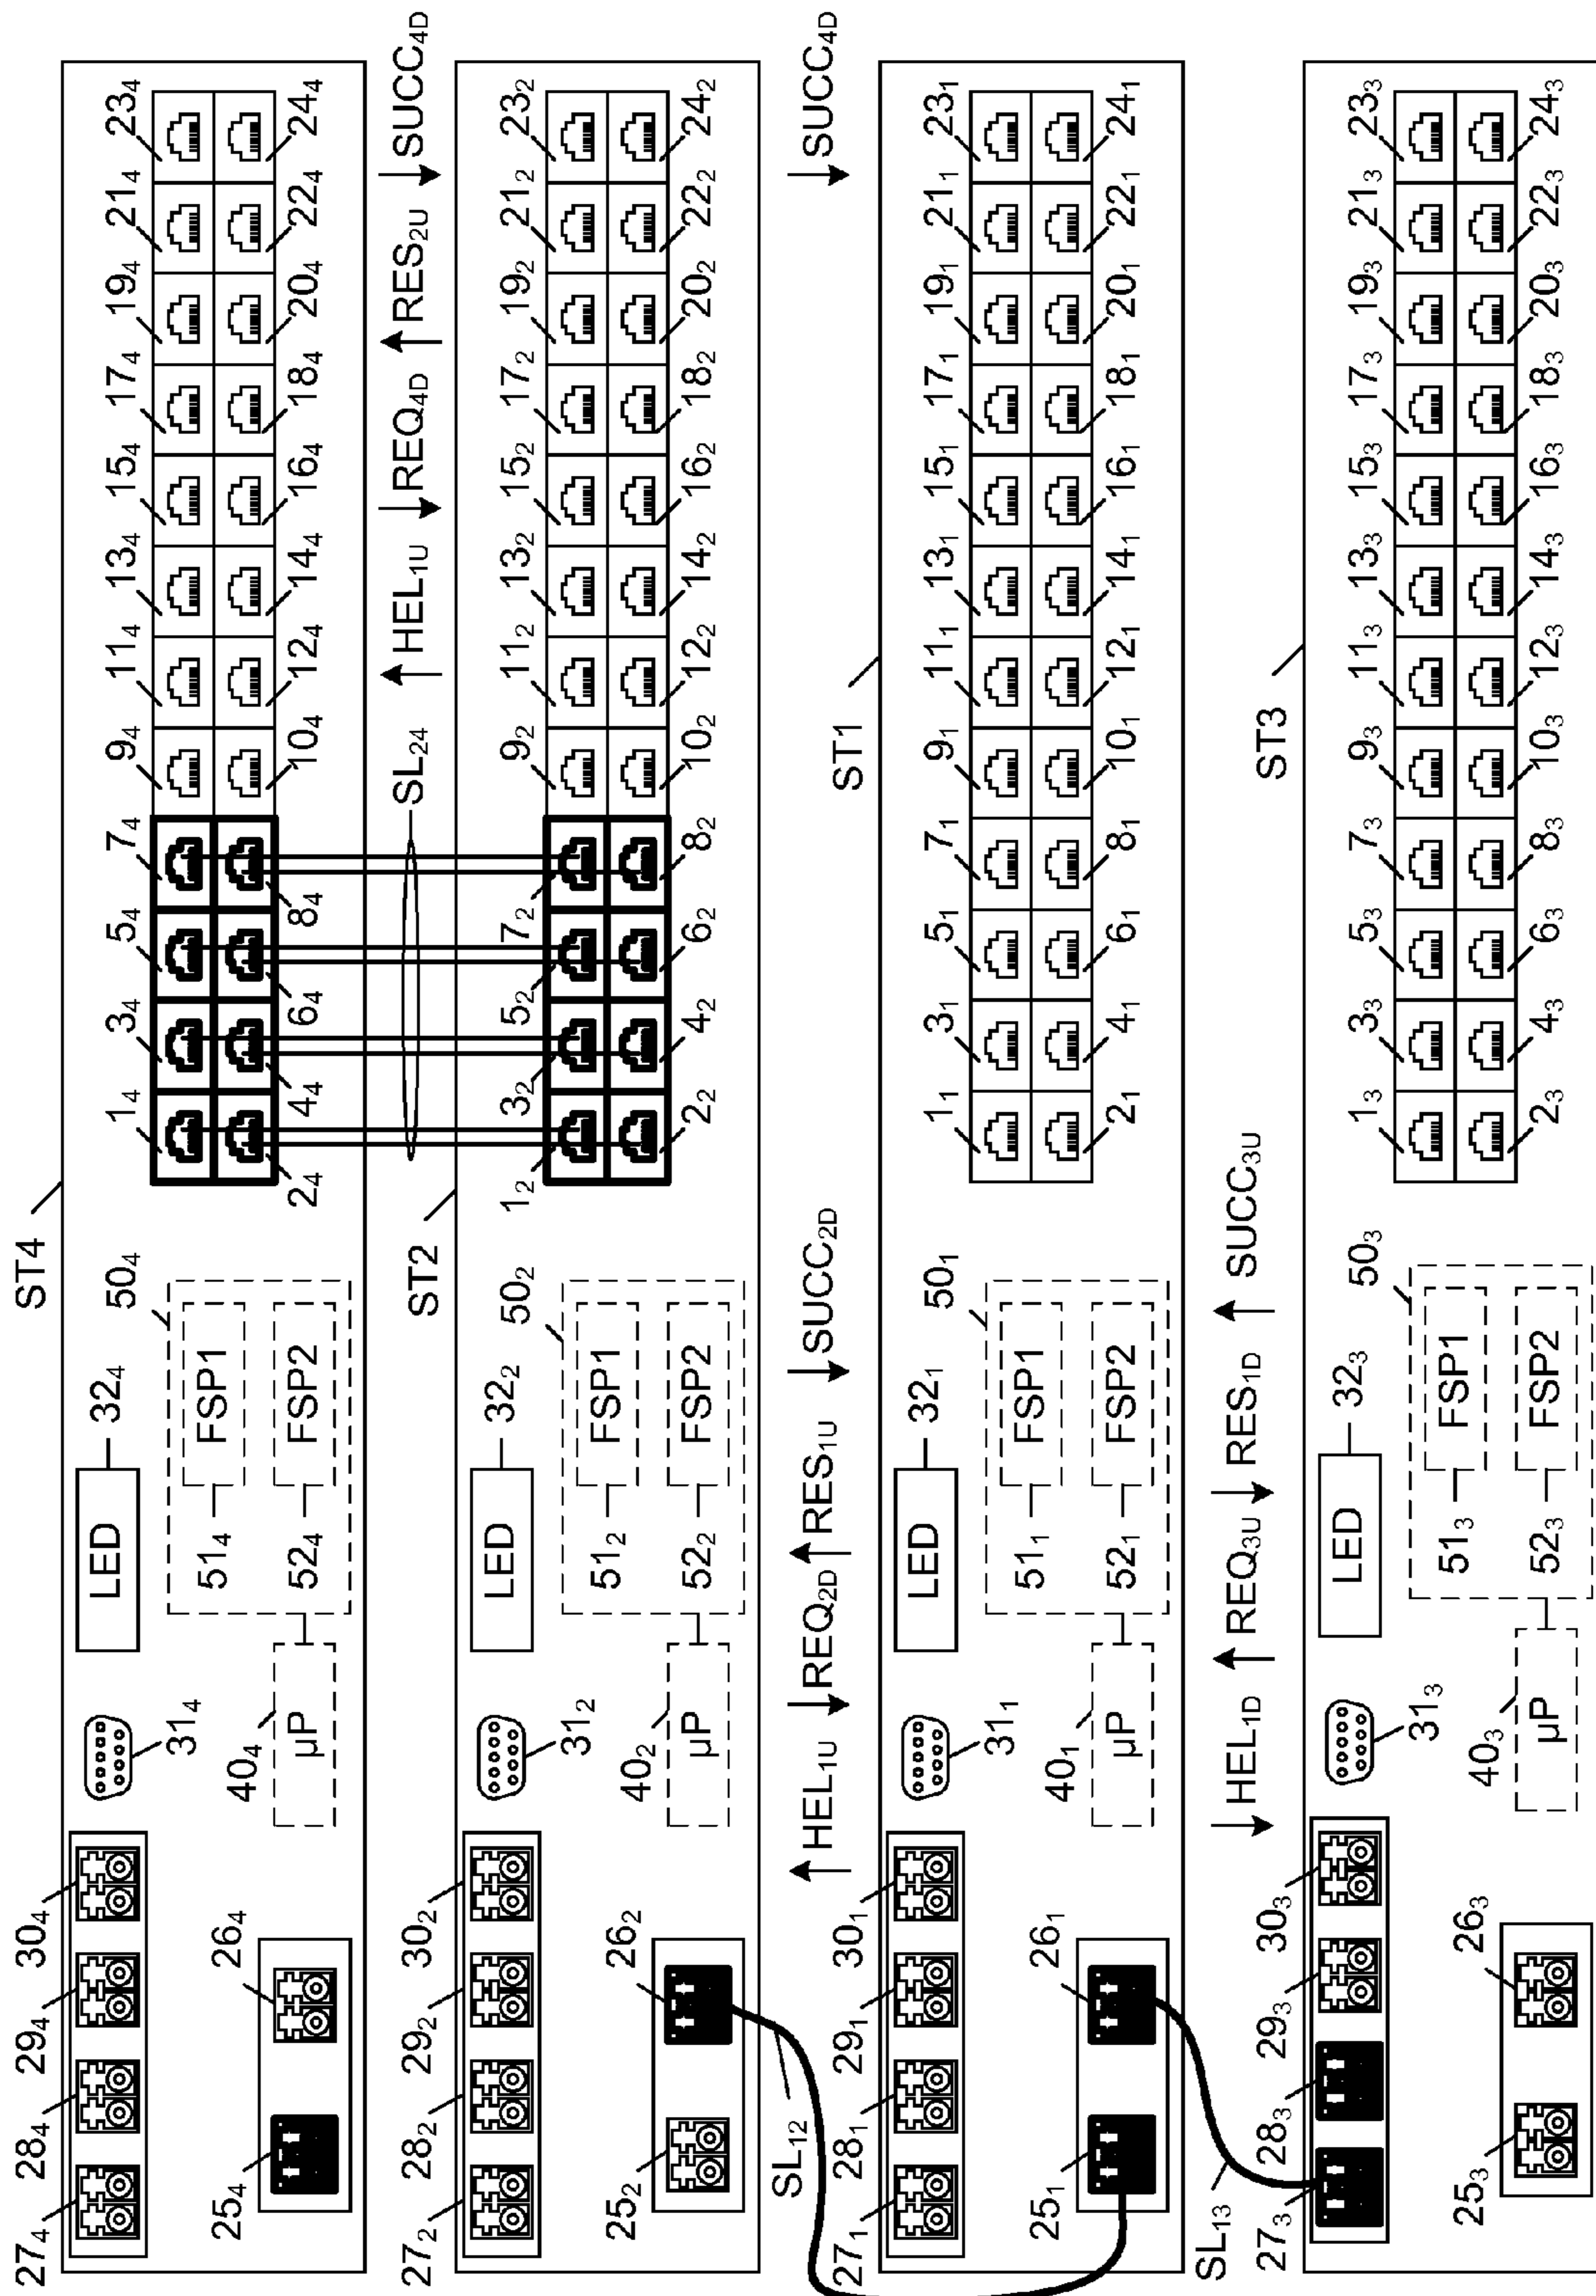 ST4
27₄ 28₄ 29₄ 30₄
31₄
LED 32₄
50₄
1₄ 3₄ 5₄ 7₄ 9₄ 11₄ 13₄ 15₄ 17₄ 19₄ 21₄ 23₄
25₄ 26₄
40₄
µP
51₄
FSP1
52₄
FSP2
2₄ 4₄ 6₄ 8₄ 10₄ 12₄ 14₄ 16₄ 18₄ 20₄ 22₄ 24₄
SL₂₄
HEL₁U REQ₄D RES₂U SUCC₄D
ST2
27₂ 28₂ 29₂ 30₂
31₂
LED 32₂
50₂
1₂ 3₂ 5₂ 7₂ 9₂ 11₂ 13₂ 15₂ 17₂ 19₂ 21₂ 23₂
25₂ 26₂
40₂
µP
51₂
FSP1
52₂
FSP2
2₂ 4₂ 6₂ 8₂ 10₂ 12₂ 14₂ 16₂ 18₂ 20₂ 22₂ 24₂
SL₁₂
HEL₁U REQ₂D RES₁U SUCC₂D
SUCC₄D
ST1
27₁ 28₁ 29₁ 30₁
31₁
LED 32₁
50₁
1₁ 3₁ 5₁ 7₁ 9₁ 11₁ 13₁ 15₁ 17₁ 19₁ 21₁ 23₁
25₁ 26₁
40₁
µP
51₁
FSP1
52₁
FSP2
2₁ 4₁ 6₁ 8₁ 10₁ 12₁ 14₁ 16₁ 18₁ 20₁ 22₁ 24₁
SL₁₃
HEL₁D REQ₃U RES₁D SUCC₃U
ST3
27₃ 28₃ 29₃ 30₃
31₃
LED 32₃
50₃
1₃ 3₃ 5₃ 7₃ 9₃ 11₃ 13₃ 15₃ 17₃ 19₃ 21₃ 23₃
25₃ 26₃
40₃
µP
51₃
FSP1
52₃
FSP2
2₃ 4₃ 6₃ 8₃ 10₃ 12₃ 14₃ 16₃ 18₃ 20₃ 22₃ 24₃